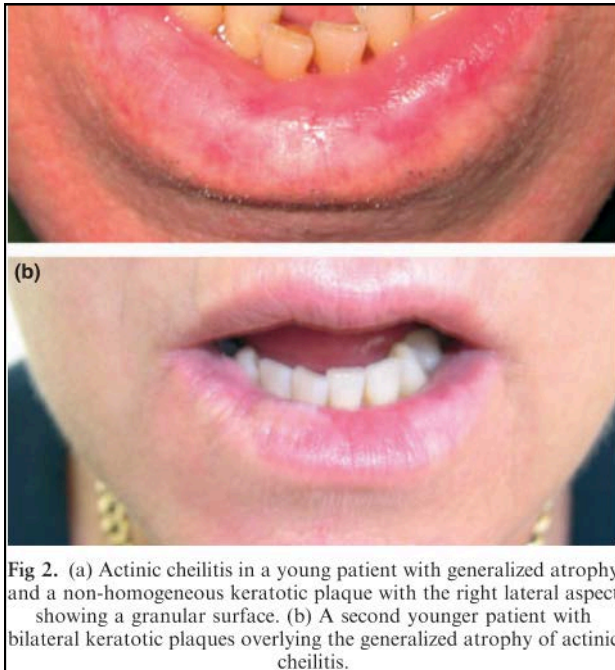 (b)
Fig 2. (a) Actinic cheilitis in a young patient with generalized atrophy
and a non-homogeneous keratotic plaque with the right lateral aspect
showing a granular surface. (b) A second younger patient with
bilateral keratotic plaques overlying the generalized atrophy of actinic
cheilitis.